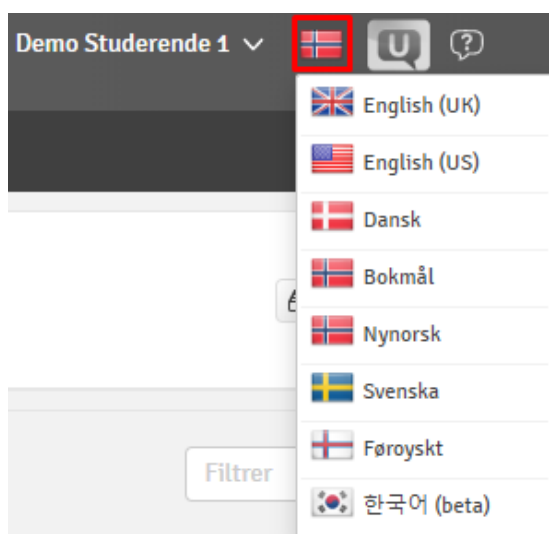 Demo Studerende 1
U
English (UK)
English (US)
Dansk
Bokmål
Nynorsk
Svenska
Føroyskt
Filtrer
한국어 (beta)